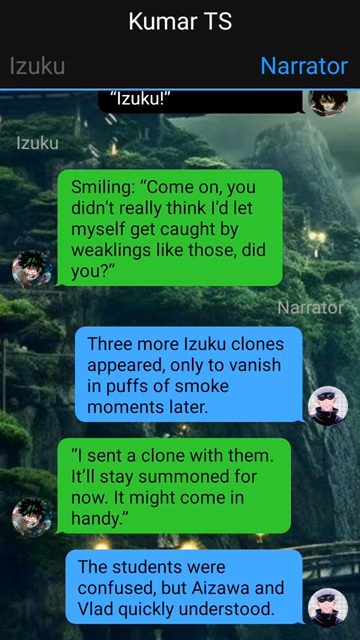 Kumar TS
Izuku
Narrator
“Izuku!”
Izuku
Smiling: “Come on, you
didn’t really think I’d let
myself get caught by
weaklings like those, did
you?”
Narrator
Three more Izuku clones
appeared, only to vanish
in puffs of smoke
moments later.
“I sent a clone with them.
It’ll stay summoned for
now. It might come in
handy.”
The students were
confused, but Aizawa and
Vlad quickly understood.